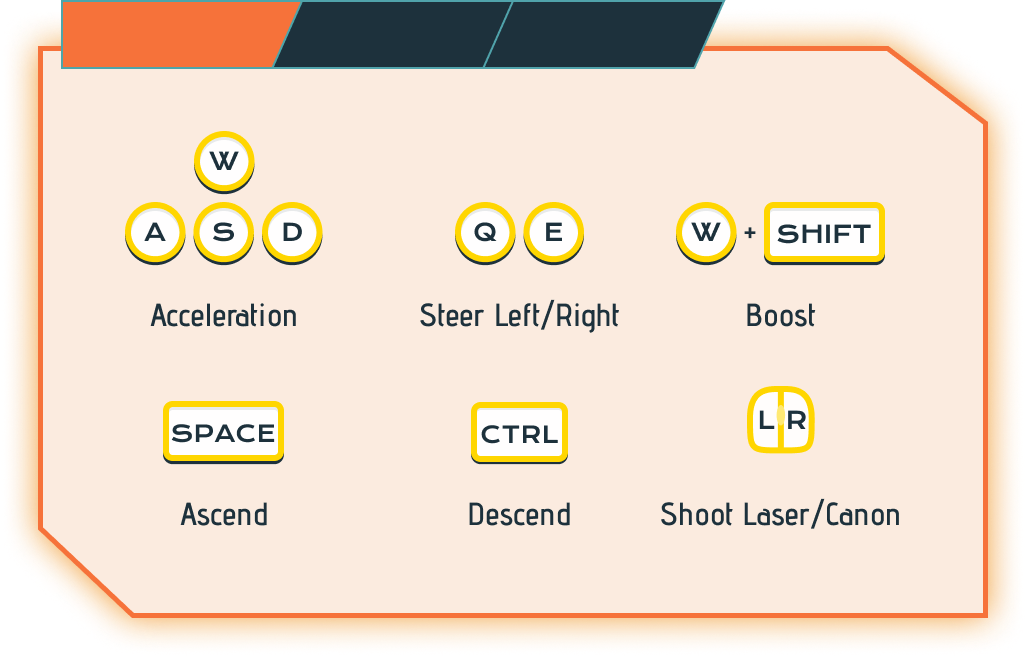 W
A S D
Q E
W + SHIFT
Acceleration
Steer Left/Right
Boost
SPACE
CTRL
L R
Ascend
Descend
Shoot Laser/Canon